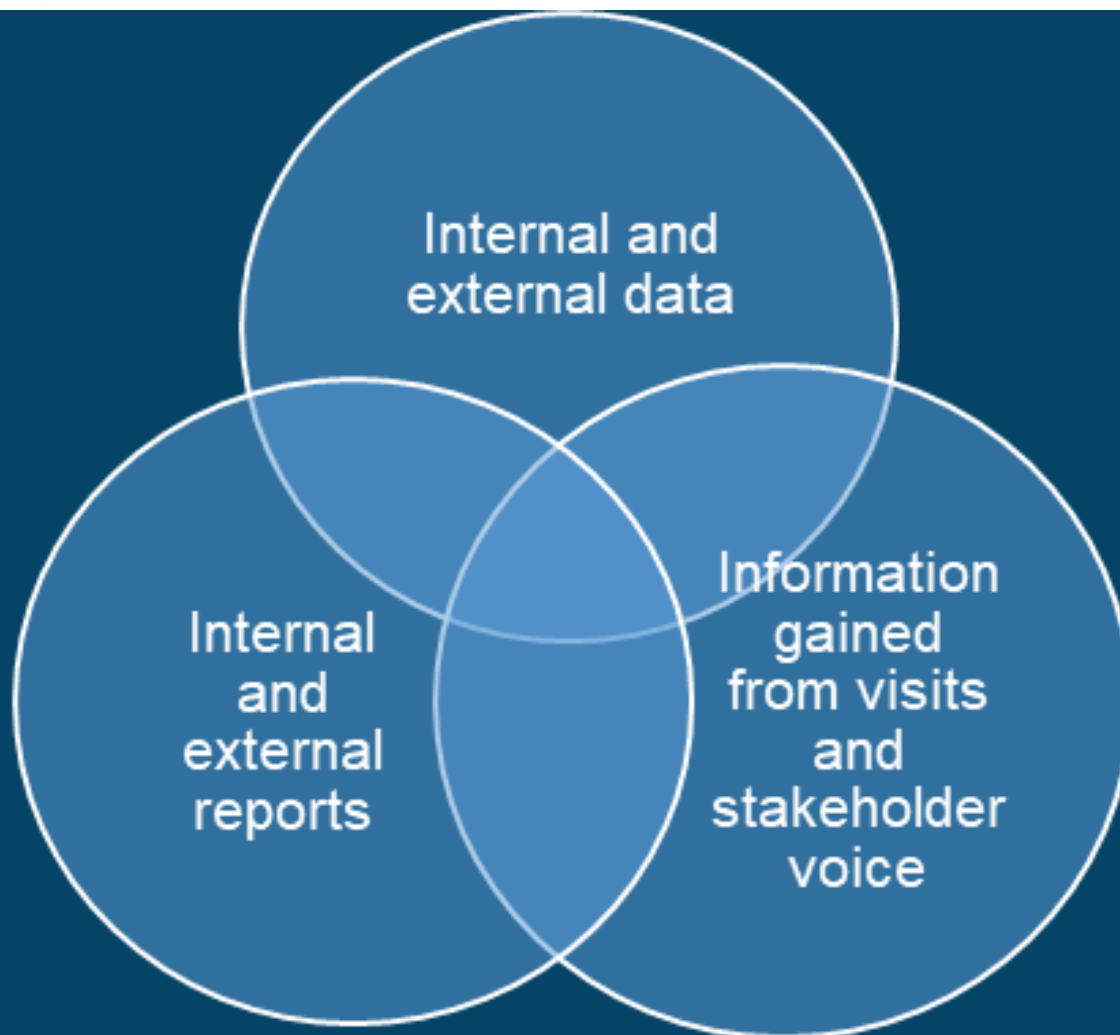 Internal and
external data
Internal
and
external
reports
Information
gained
from visits
and
stakeholder
voice